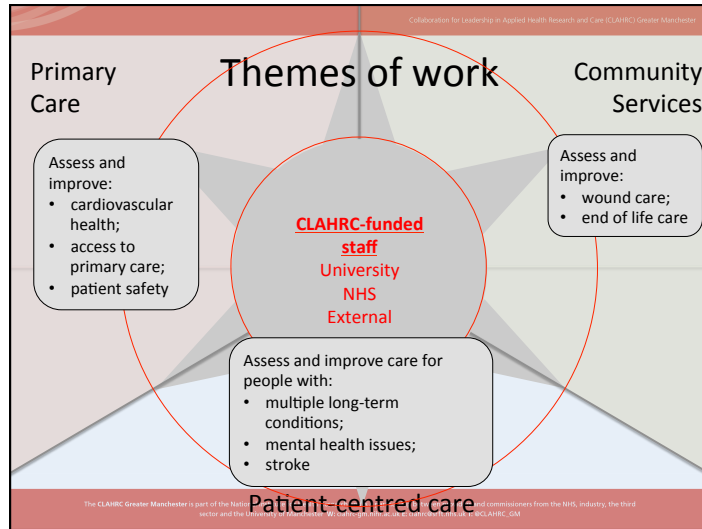 Collaboration for Leadership in Applied Health Research and Care (CLAHRC) Greater Manchester
Themes of work
Primary
Care
Community
Services
Assess and
improve:
• cardiovascular
health;
• access to
primary care;
• patient safety
Assess and
improve:
• wound care;
• end of life care
CLAHRC-funded
staff
University
NHS
External
Assess and improve care for
people with:
• multiple long-term
conditions;
• mental health issues;
• stroke
Patient-centred care
The CLAHRC Greater Manchester is part of the and commissioners from the NHS, industry, the third
sector and the University of Manchester. @CLAHRC_GM